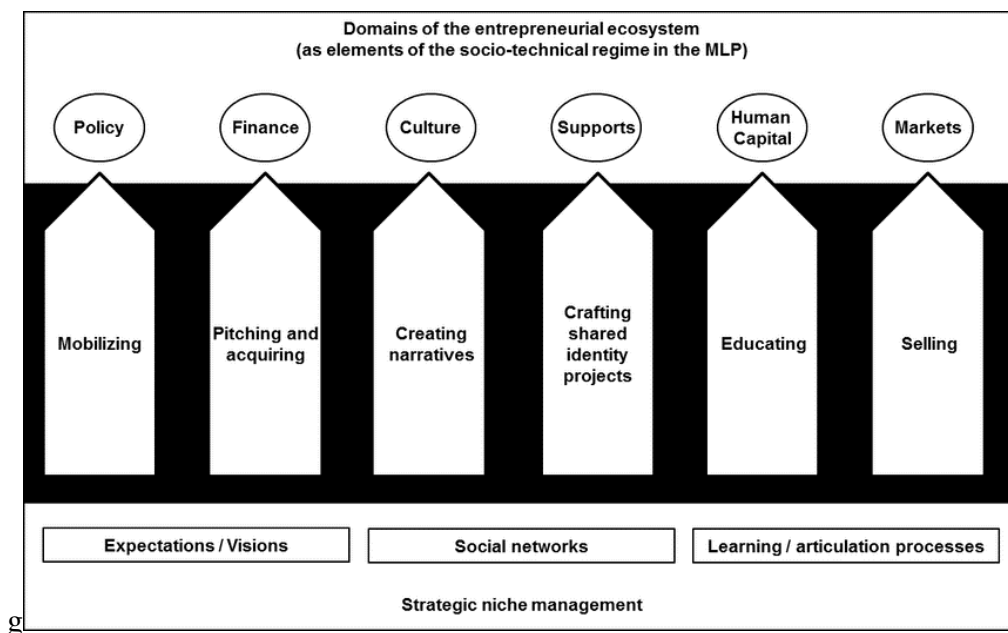 Domains of the entrepreneurial ecosystem
(as elements of the socio-technical regime in the MLP)
Policy
Finance
Culture
Supports
Human
Capital
Markets
Mobilizing
Pitching and
acquiring
Creating
narratives
Crafting
shared
identity
projects
Educating
Selling
Expectations / Visions
Social networks
Learning / articulation processes
Strategic niche management
g